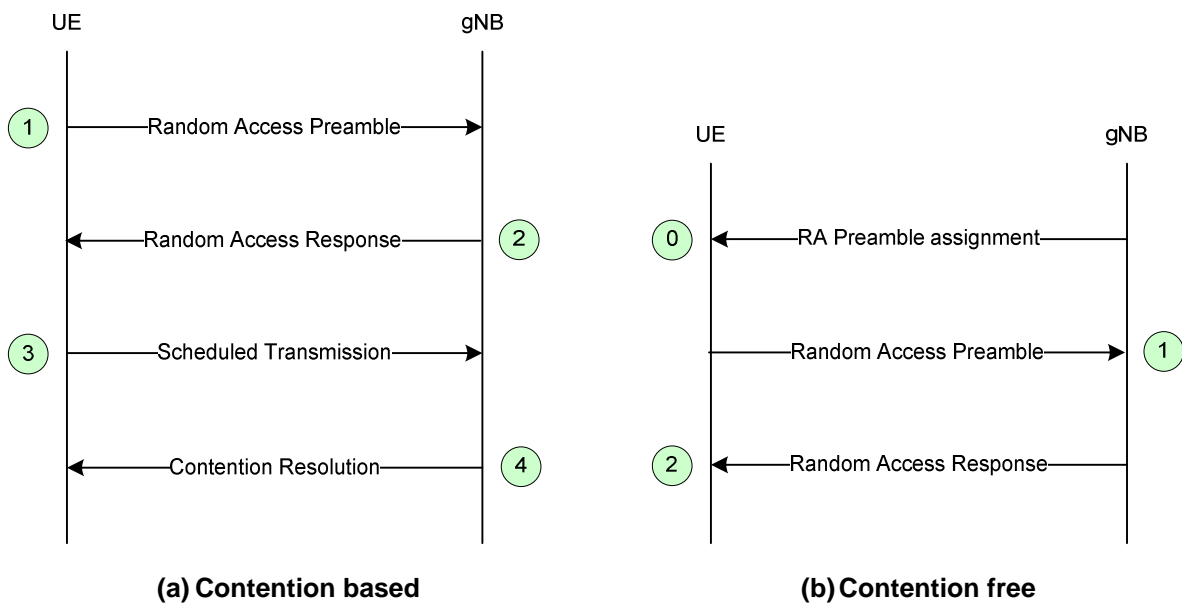 UE
gNB
1
Random Access Preamble
Random Access Response
2
3
Scheduled Transmission
Contention Resolution
4
(a) Contention based
UE
gNB
0
RA Preamble assignment
Random Access Preamble
1
2
Random Access Response
(b) Contention free